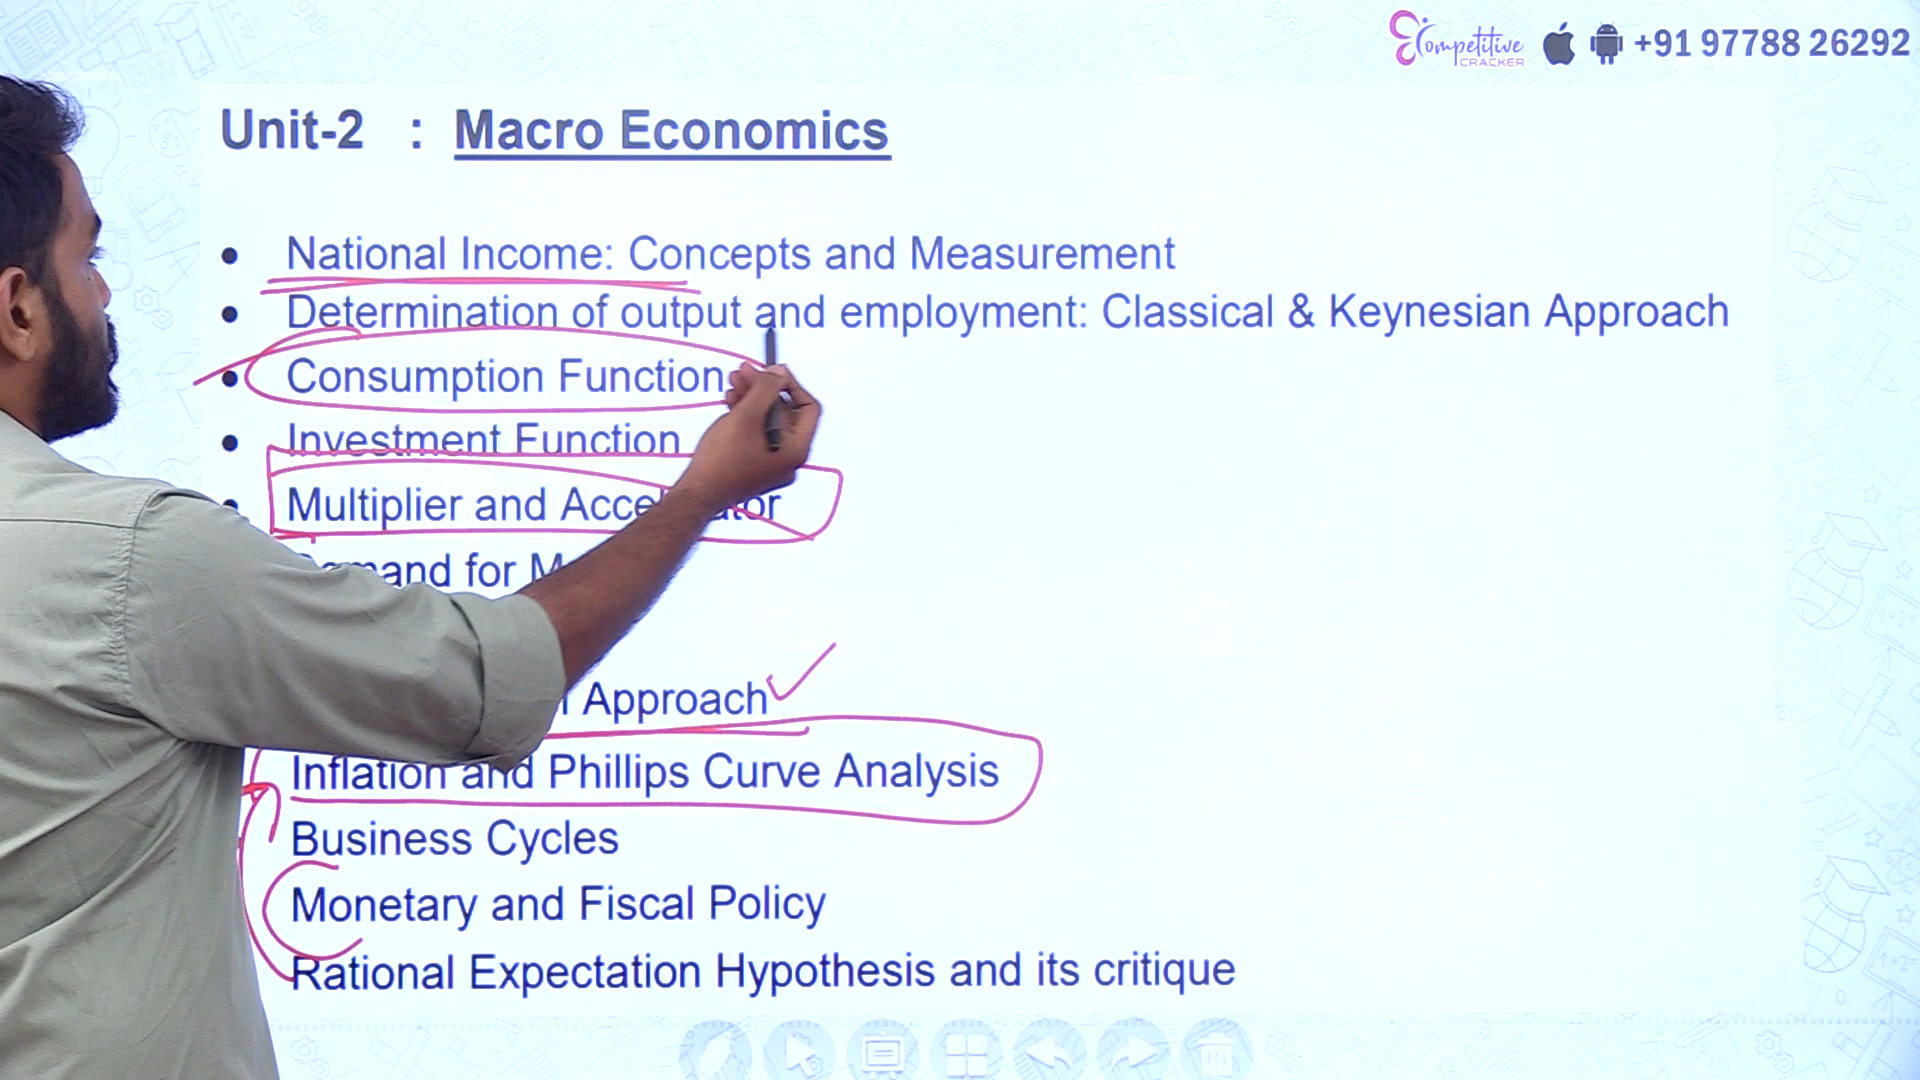 Competitive
CRACKER
+91 97788 26292
Unit-2 : Macro Economics
• National Income: Concepts and Measurement
• Determination of output and employment: Classical & Keynesian Approach
• Consumption Function
• Investment Function
• Multiplier and
and for
Approach
Inflation and Phillips Curve Analysis
Business Cycles
Monetary and Fiscal Policy
Rational Expectation Hypothesis and its critique